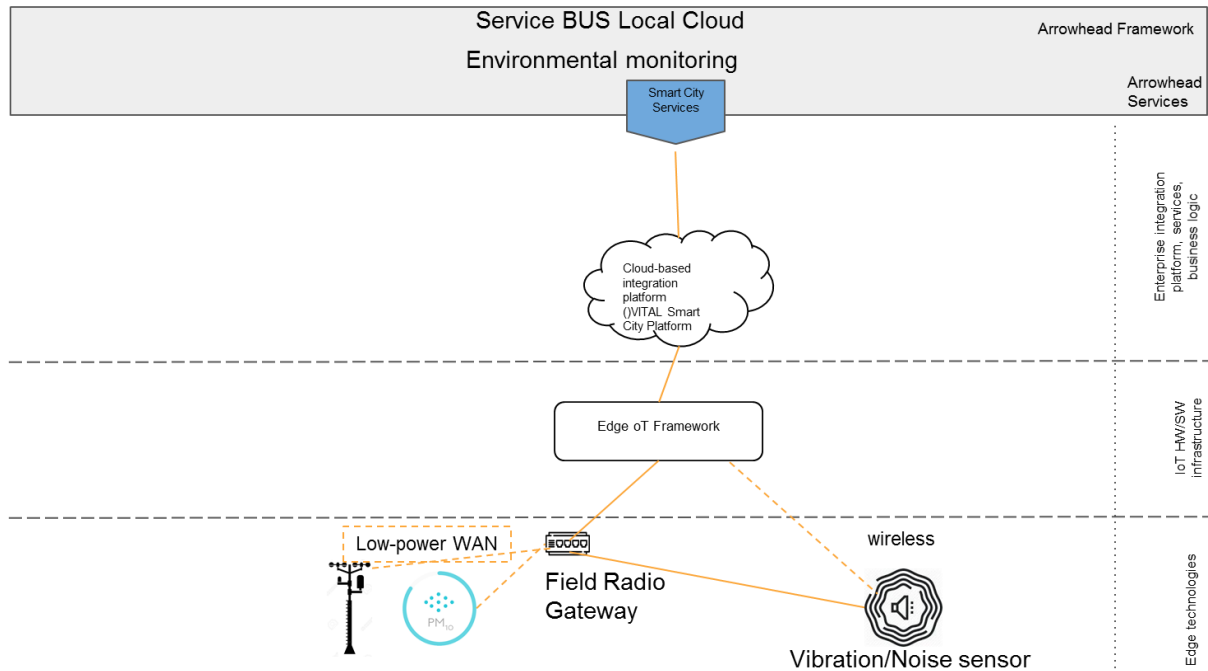 Service BUS Local Cloud
Arrowhead Framework
Environmental monitoring
Smart City
Services
Arrowhead
Services
Enterprise integration
platform, services,
business logic
Cloud-based
integration
platform
()VITAL Smart
City Platform
Edge oT Framework
IoT HW/SW
infrastructure
Low-power WAN
wireless
Field Radio
Gateway
PM10
Vibration/Noise sensor
Edge technologies